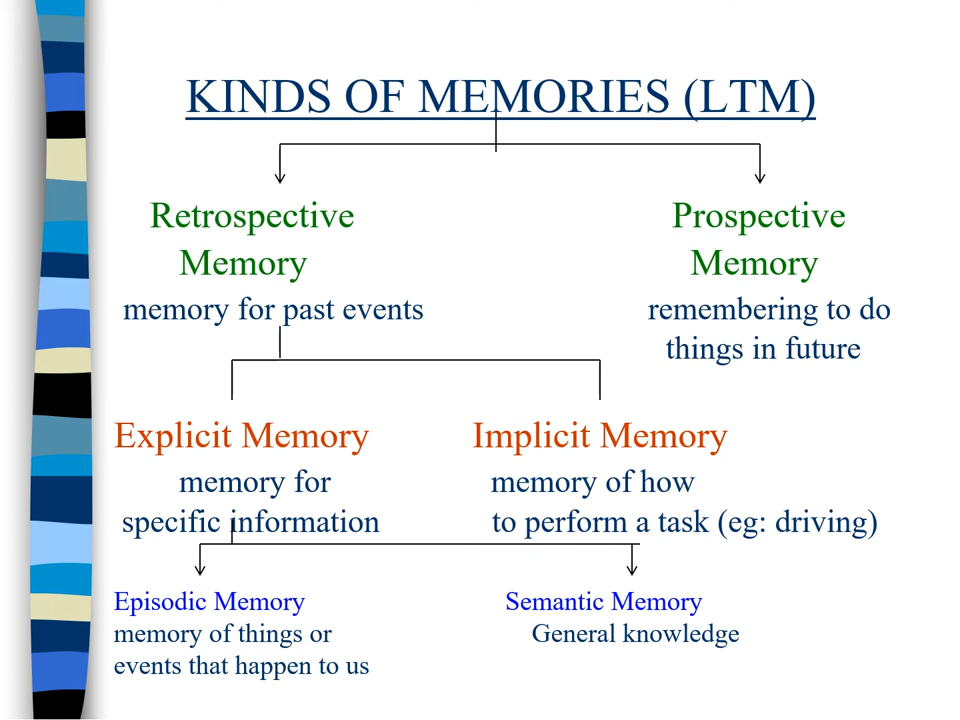 KINDS OF MEMORIES (LTM)
Retrospective
Memory
memory for past events
Prospective
Memory
remembering to do
things in future
Explicit Memory
memory for
specific information
Implicit Memory
memory of how
to perform a task (eg: driving)
Episodic Memory
memory of things or
events that happen to us
Semantic Memory
General knowledge